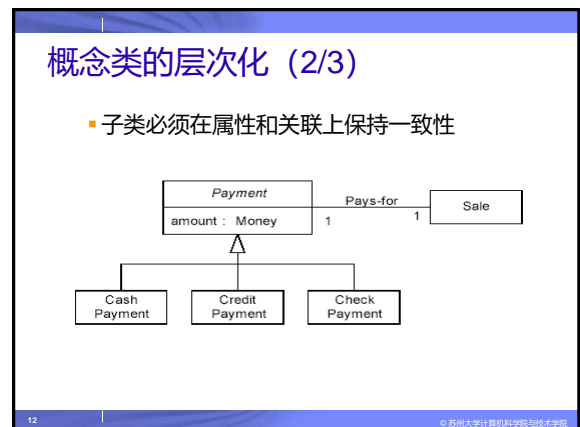 概念类的层次化（2/3）
子类必须在属性和关联上保持一致性
Payment
amount : Money
Pays-for
1
1
Sale
Cash
Payment
Credit
Payment
Check
Payment
12
© 苏州大学计算机科学院与技术学院